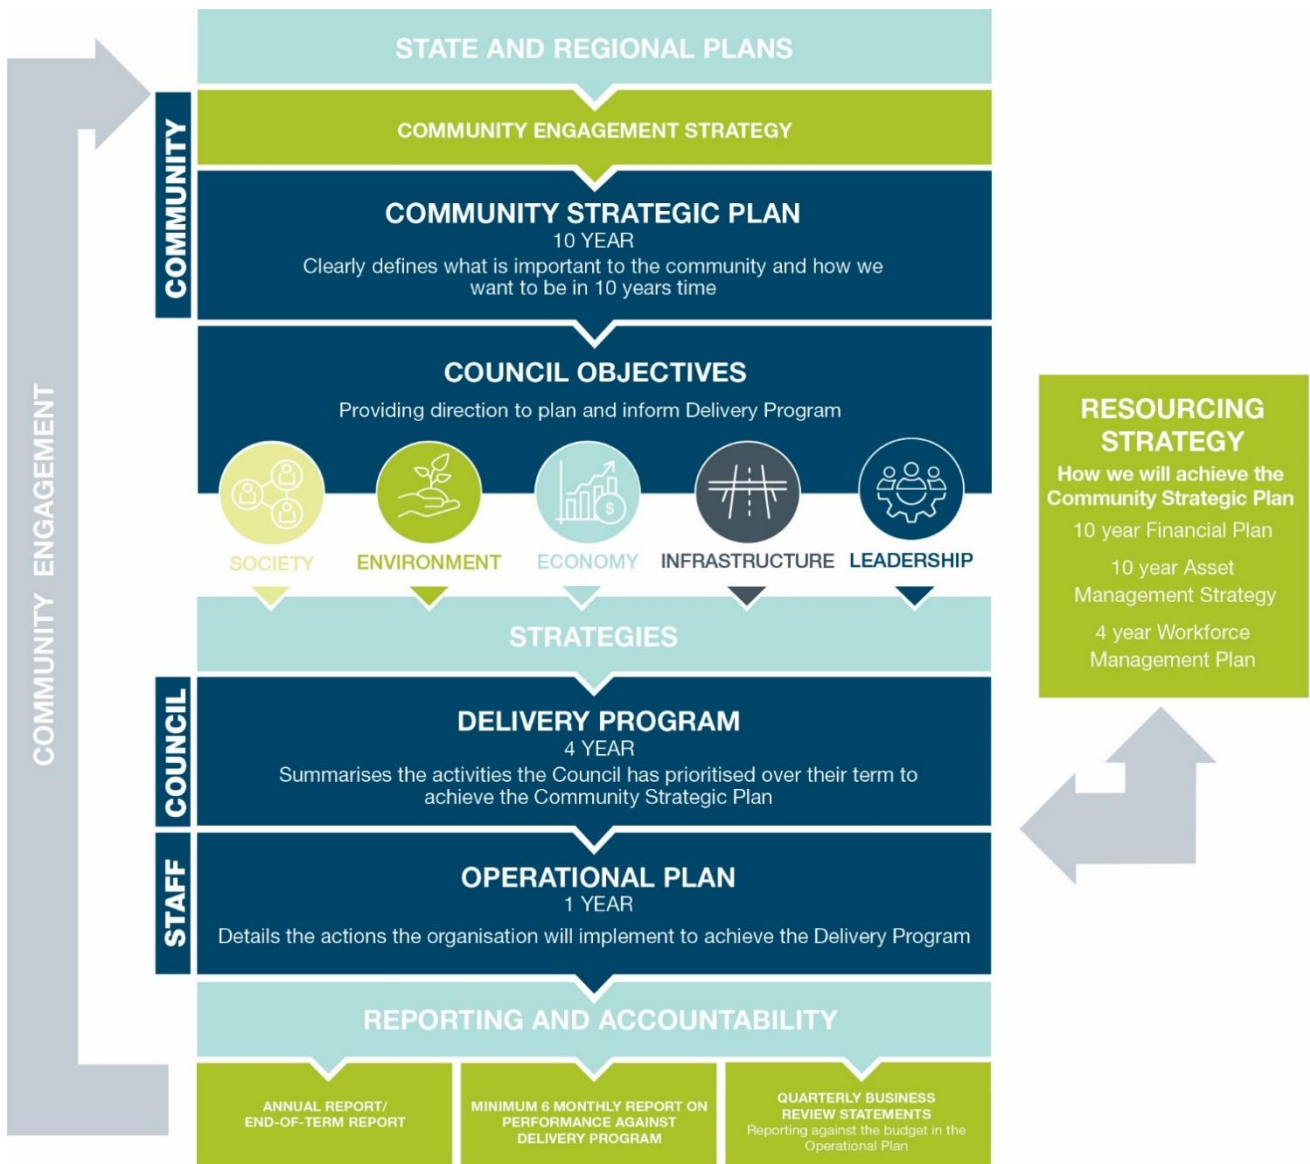 STATE AND REGIONAL PLANS
COMMUNITY ENGAGEMENT STRATEGY
COMMUNITY
COMMUNITY STRATEGIC PLAN
10 YEAR
Clearly defines what is important to the community and how we
want to be in 10 years time
COUNCIL OBJECTIVES
Providing direction to plan and inform Delivery Program
$
SOCIETY
ENVIRONMENT
ECONOMY
INFRASTRUCTURE
LEADERSHIP
STRATEGIES
COUNCIL
DELIVERY PROGRAM
4 YEAR
Summarises the activities the Council has prioritised over their term to
achieve the Community Strategic Plan
STAFF
OPERATIONAL PLAN
1 YEAR
Details the actions the organisation will implement to achieve the Delivery Program
REPORTING AND ACCOUNTABILITY
ANNUAL REPORT/
END-OF-TERM REPORT
MINIMUM 6 MONTHLY REPORT ON
PERFORMANCE AGAINST
DELIVERY PROGRAM
QUARTERLY BUSINESS
REVIEW STATEMENTS
Reporting against the budget in the
Operational Plan
COMMUNITY ENGAGEMENT
RESOURCING
STRATEGY
How we will achieve the
Community Strategic Plan
10 year Financial Plan
10 year Asset
Management Strategy
4 year Workforce
Management Plan